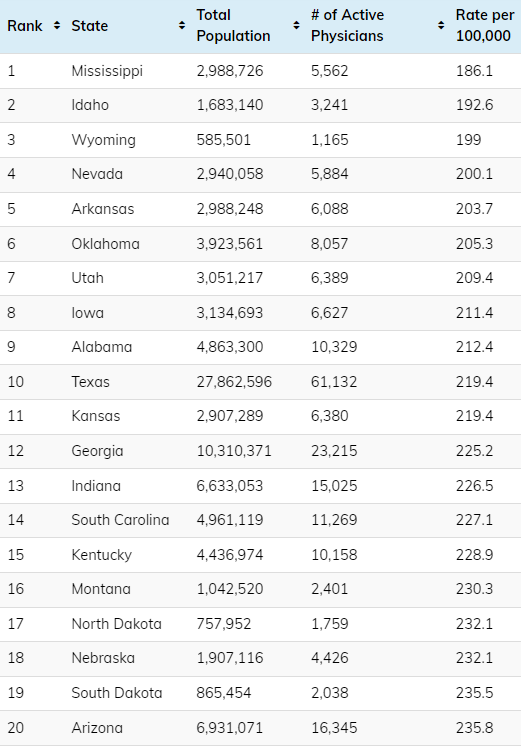 Rank State Total Population # of Active Physicians Rate per 100,000
1 Mississippi 2,988,726 5,562 186.1
2 Idaho 1,683,140 3,241 192.6
3 Wyoming 585,501 1,165 199
4 Nevada 2,940,058 5,884 200.1
5 Arkansas 2,988,248 6,088 203.7
6 Oklahoma 3,923,561 8,057 205.3
7 Utah 3,051,217 6,389 209.4
8 Iowa 3,134,693 6,627 211.4
9 Alabama 4,863,300 10,329 212.4
10 Texas 27,862,596 61,132 219.4
11 Kansas 2,907,289 6,380 219.4
12 Georgia 10,310,371 23,215 225.2
13 Indiana 6,633,053 15,025 226.5
14 South Carolina 4,961,119 11,269 227.1
15 Kentucky 4,436,974 10,158 228.9
16 Montana 1,042,520 2,401 230.3
17 North Dakota 757,952 1,759 232.1
18 Nebraska 1,907,116 4,426 232.1
19 South Dakota 865,454 2,038 235.5
20 Arizona 6,931,071 16,345 235.8